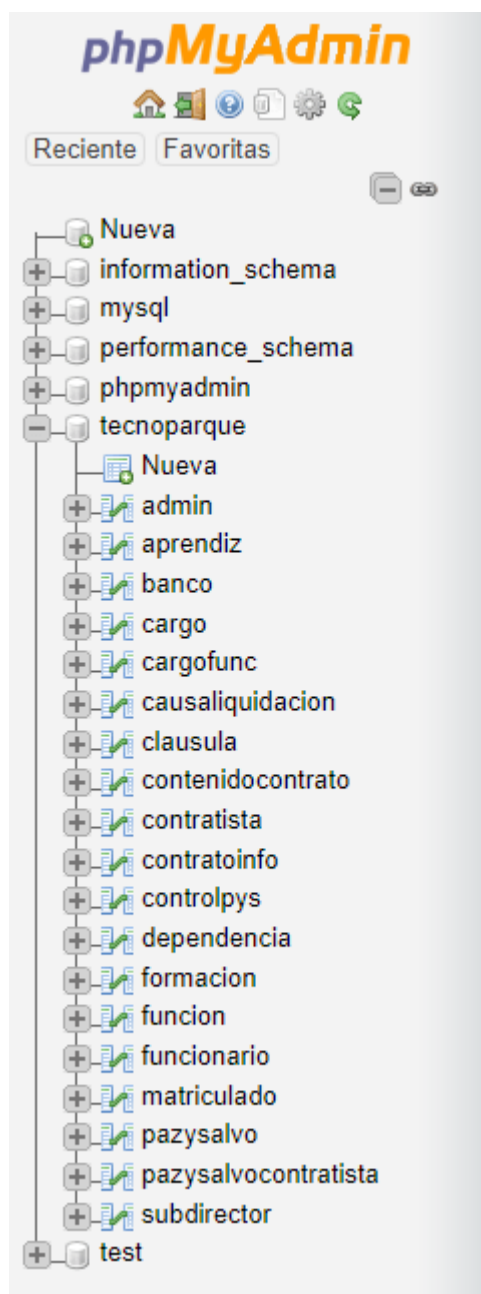 phpMyAdmin
Reciente Favoritas
Nueva
information_schema
mysql
performance_schema
phpmyadmin
tecnoparque
Nueva
admin
aprendiz
banco
cargo
cargofunc
causaliquidacion
clausula
contenidocontrato
contratista
contratoinfo
controlpys
dependencia
formacion
funcion
funcionario
matriculado
pazysalvo
pazysalvocontratista
subdirector
test